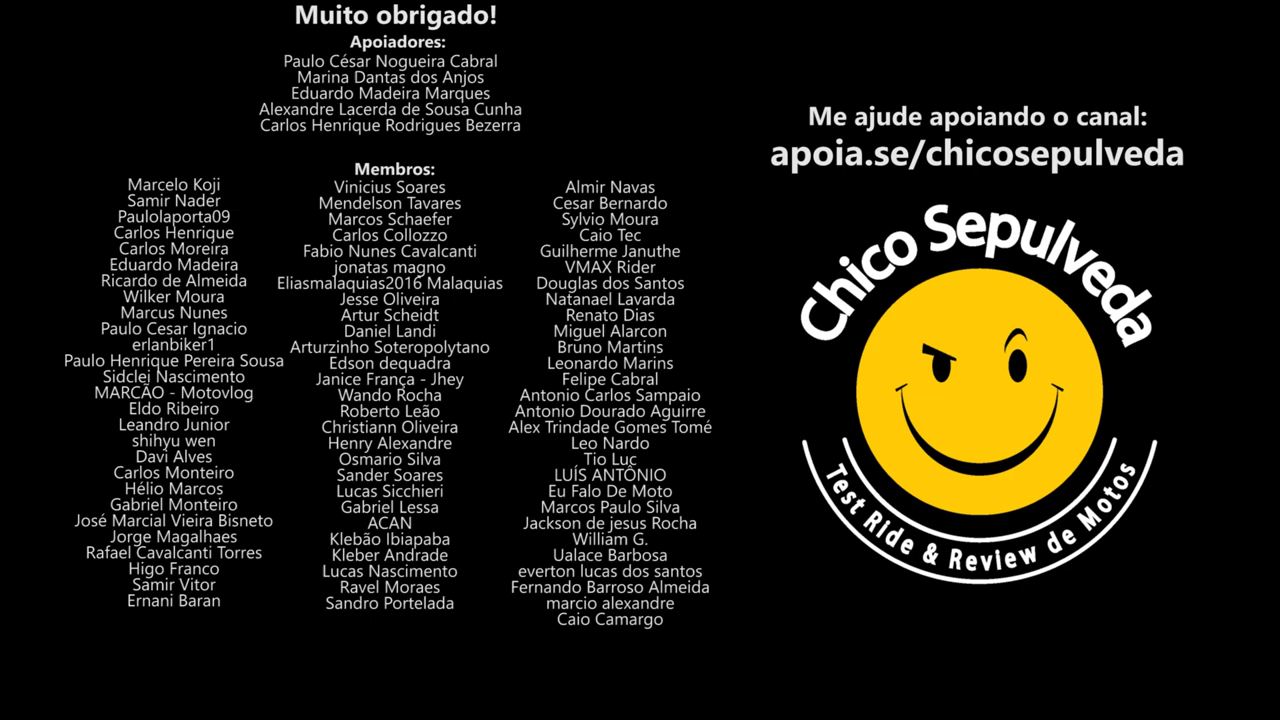 Muito obrigado!
Apoiadores:
Paulo César Nogueira Cabral
Marina Dantas dos Anjos
Eduardo Madeira Marques
Alexandre Lacerda de Sousa Cunha
Carlos Henrique Rodrigues Bezerra
Membros:
Marcelo Koji
Samir Nader
Paulolaporta09
Carlos Henrique
Carlos Moreira
Eduardo Madeira
Ricardo de Almeida
Wilker Moura
Marcus Nunes
Paulo Cesar Ignacio
erlanbiker1
Paulo Henrique Pereira Sousa
Sidclei Nascimento
MARCÃO - Motovlog
Eldo Ribeiro
Leandro Junior
shihyu wen
Davi Alves
Carlos Monteiro
Hélio Marcos
Gabriel Monteiro
José Marcial Vieira Bisneto
Jorge Magalhaes
Rafael Cavalcanti Torres
Higo Franco
Samir Vitor
Ernani Baran
Vinicius Soares
Mendelson Tavares
Marcos Schaefer
Carlos Collozzo
Fabio Nunes Cavalcanti
jonatas magno
Eliasmalaquias2016 Malaquias
Jesse Oliveira
Artur Scheidt
Daniel Landi
Arturzinho Soteropolytano
Edson dequadra
Janice França - Jhey
Wando Rocha
Roberto Leão
Christiann Oliveira
Henry Alexandre
Osmario Silva
Sander Soares
Lucas Sicchieri
Gabriel Lessa
ACAN
Klebão Ibiapaba
Kleber Andrade
Lucas Nascimento
Ravel Moraes
Sandro Portelada
Almir Navas
Cesar Bernardo
Sylvio Moura
Caio Tec
Guilherme Januthe
VMAX Rider
Douglas dos Santos
Natanael Lavarda
Renato Dias
Miguel Alarcon
Bruno Martins
Leonardo Marins
Felipe Cabral
Antonio Carlos Sampaio
Antonio Dourado Aguirre
Alex Trindade Gomes Tomé
Leo Nardo
Tio Luc
LUÍS ANTÔNIO
Eu Falo De Moto
Marcos Paulo Silva
Jackson de jesus Rocha
William G.
Ualace Barbosa
everton lucas dos santos
Fernando Barroso Almeida
marcio alexandre
Caio Camargo
Me ajude apoiando o canal:
apoia.se/chicosepulveda
Chico Sepulveda
Test Ride & Review de Motos